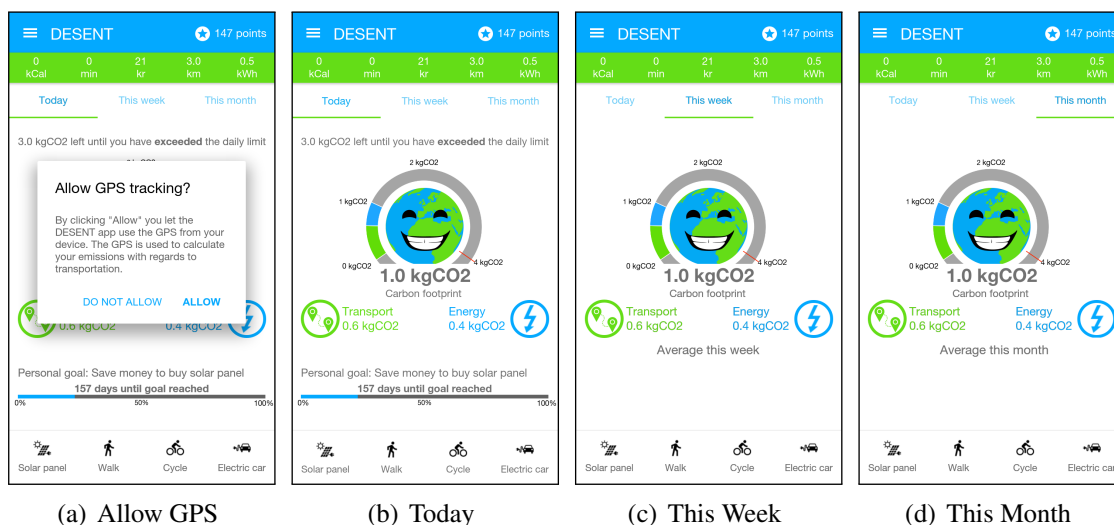 DESENT 147 points
0 0 21 3.0 0.5
kCal min kr km kWh
Today This week This month
3.0 kgCO2 left until you have exceeded the daily limit
Allow GPS tracking?
By clicking "Allow" you let the
DESENT app use the GPS from your
device. The GPS is used to calculate
your emissions with regards to
transportation.
DO NOT ALLOW ALLOW
0.6 kgCO2 0.4 kgCO2
Personal goal: Save money to buy solar panel
157 days until goal reached
0% 50% 100%
Solar panel Walk Cycle Electric car
(a) Allow GPS
DESENT 147 points
0 0 21 3.0 0.5
kCal min kr km kWh
Today This week This month
3.0 kgCO2 left until you have exceeded the daily limit
2 kgCO2
1 kgCO2
0 kgCO2 4 kgCO2
1.0 kgCO2
Carbon footprint
Transport Energy
0.6 kgCO2 0.4 kgCO2
Personal goal: Save money to buy solar panel
157 days until goal reached
0% 50% 100%
Solar panel Walk Cycle Electric car
(b) Today
DESENT 147 points
0 0 21 3.0 0.5
kCal min kr km kWh
Today This week This month
2 kgCO2
1 kgCO2
0 kgCO2 4 kgCO2
1.0 kgCO2
Carbon footprint
Transport Energy
0.6 kgCO2 0.4 kgCO2
Average this week
Solar panel Walk Cycle Electric car
(c) This Week
DESENT 147 points
0 0 21 3.0 0.5
kCal min kr km kWh
Today This week This month
2 kgCO2
1 kgCO2
0 kgCO2 4 kgCO2
1.0 kgCO2
Carbon footprint
Transport Energy
0.6 kgCO2 0.4 kgCO2
Average this month
Solar panel Walk Cycle Electric car
(d) This Month